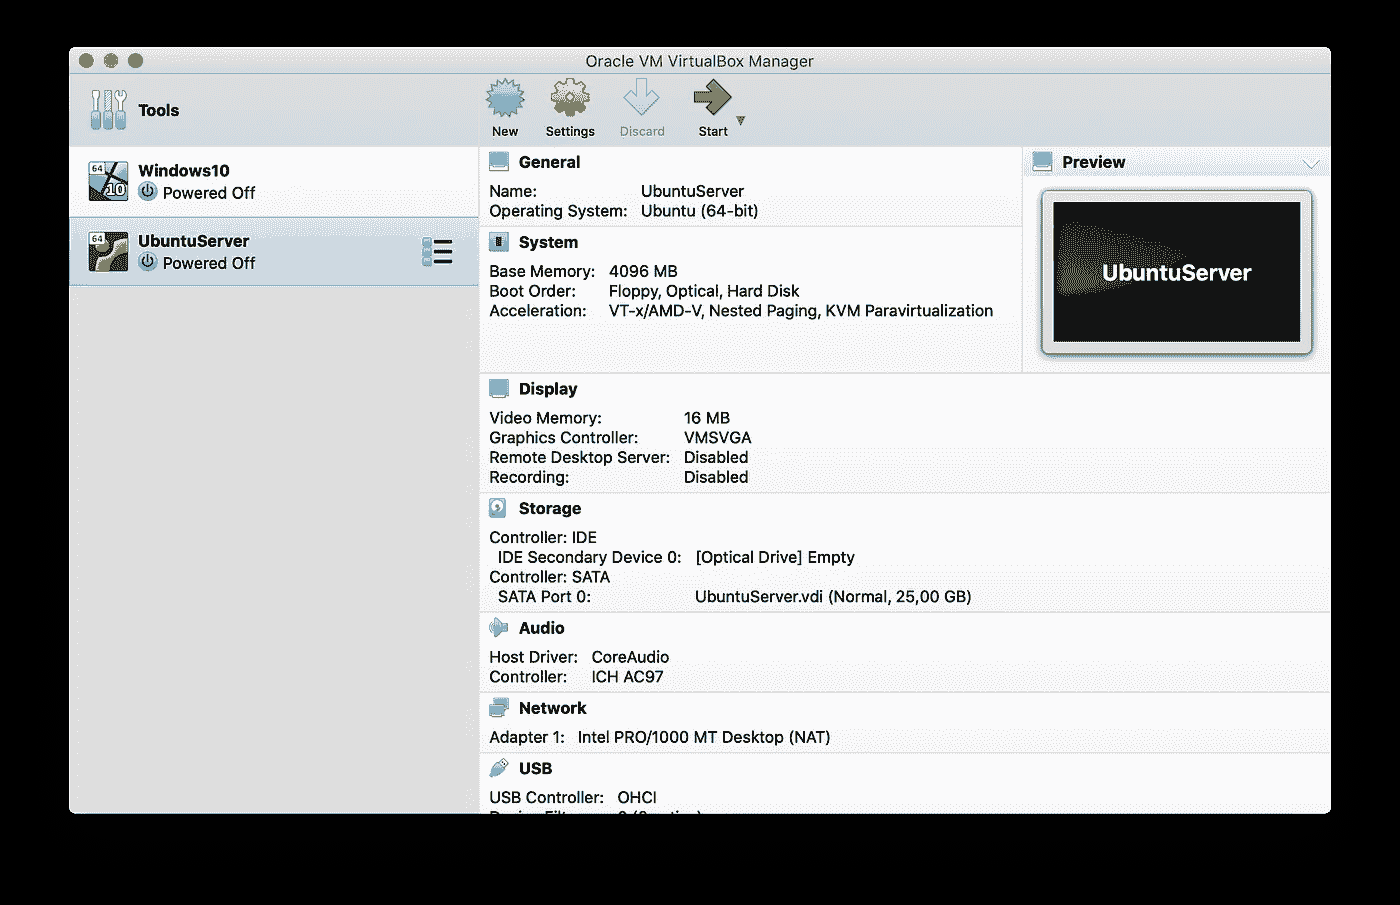 Oracle VM VirtualBox Manager
Tools
New Settings Discard Start
64 10 Windows10
Powered Off
64 UbuntuServer
Powered Off
General
Name: UbuntuServer
Operating System: Ubuntu (64-bit)
System
Base Memory: 4096 MB
Boot Order: Floppy, Optical, Hard Disk
Acceleration: VT-x/AMD-V, Nested Paging, KVM Paravirtualization
Preview
UbuntuServer
Display
Video Memory: 16 MB
Graphics Controller: VMSVGA
Remote Desktop Server: Disabled
Recording: Disabled
Storage
Controller: IDE
IDE Secondary Device 0: [Optical Drive] Empty
Controller: SATA
SATA Port 0: UbuntuServer.vdi (Normal, 25,00 GB)
Audio
Host Driver: CoreAudio
Controller: ICH AC97
Network
Adapter 1: Intel PRO/1000 MT Desktop (NAT)
USB
USB Controller: OHCI